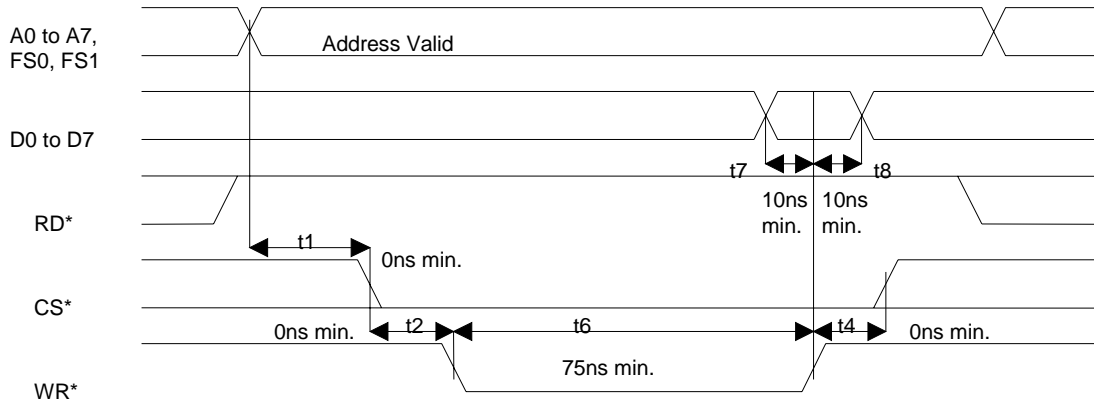 A0 to A7,
FS0, FS1
Address Valid
D0 to D7
t7
t8
10ns
min.
10ns
min.
RD*
t1
0ns min.
CS*
0ns min.
t2
t6
t4
0ns min.
75ns min.
WR*